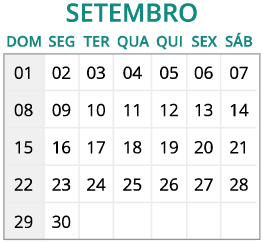 SETEMBRO
DOM SEG TER QUA QUI SEX SÁB
01 02 03 04 05 06 07
08 09 10 11 12 13 14
15 16 17 18 19 20 21
22 23 24 25 26 27 28
29 30